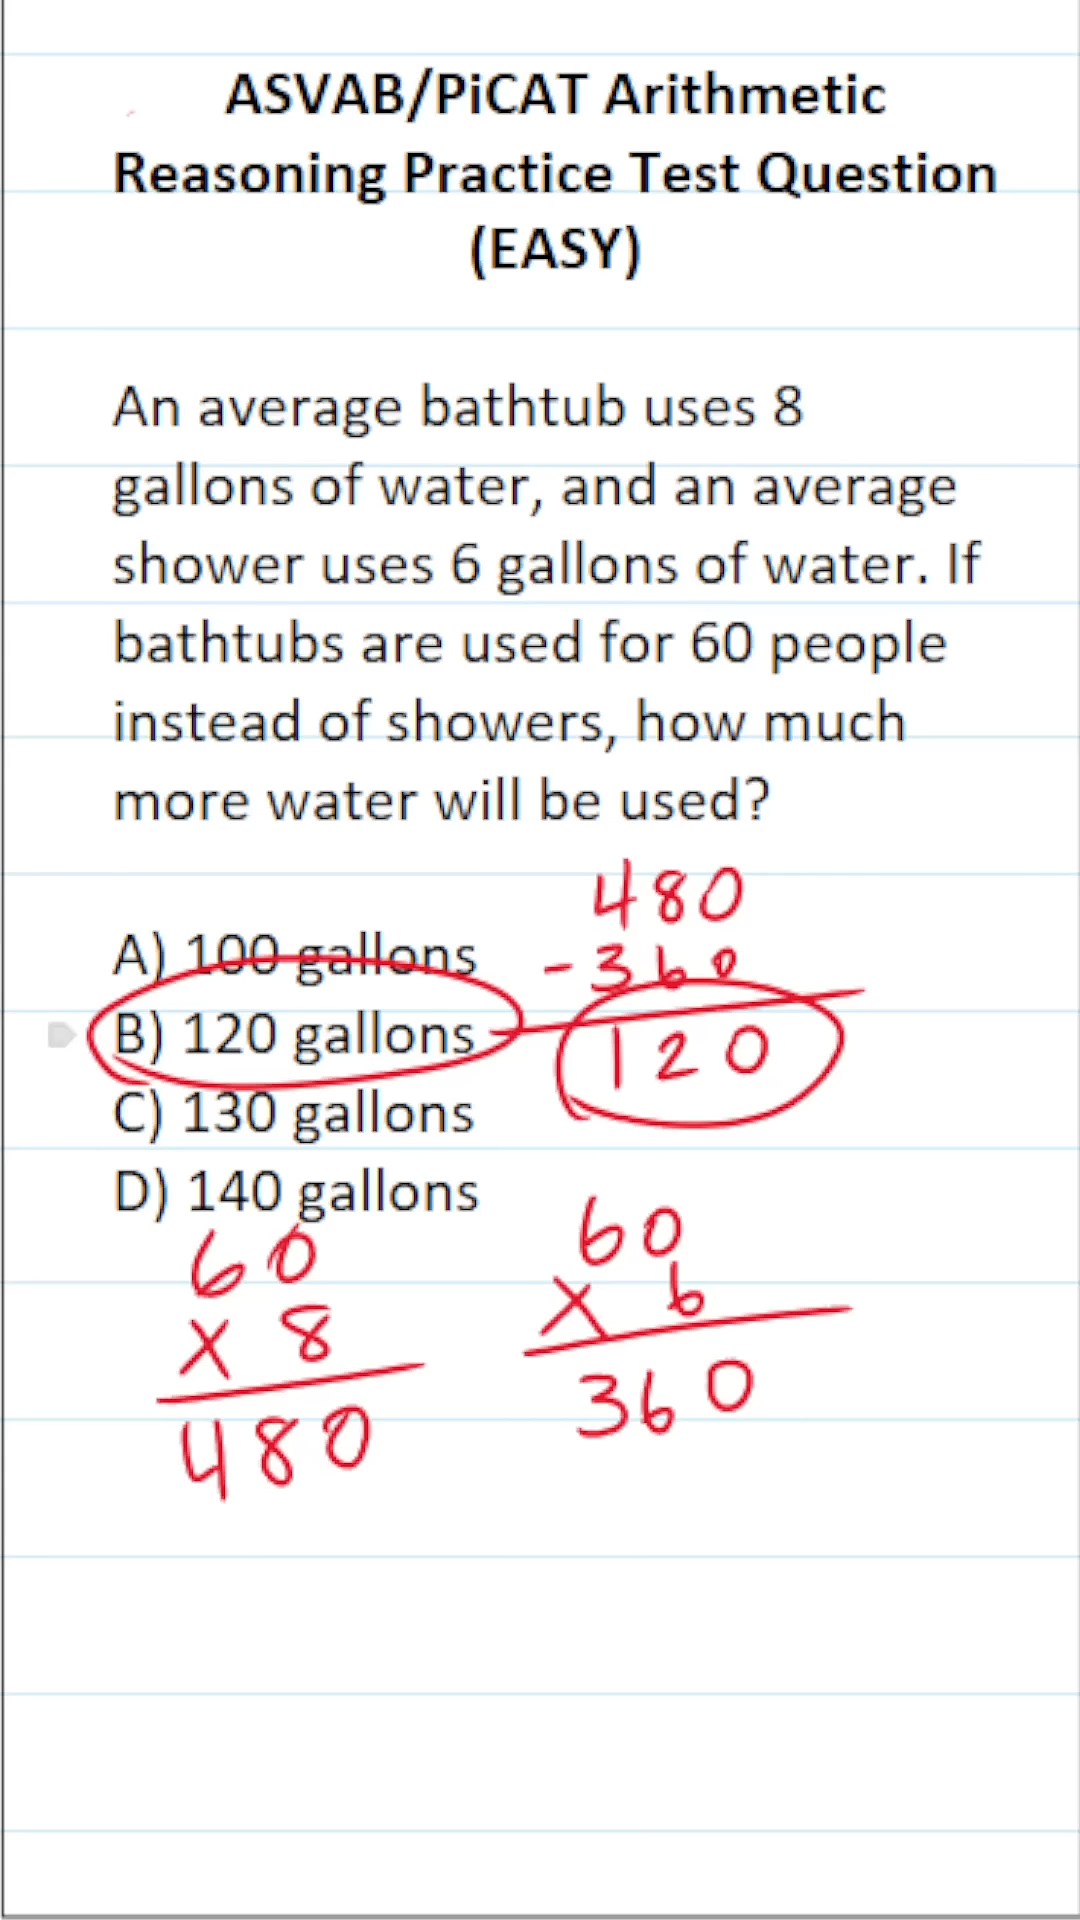 ASVAB/PiCAT Arithmetic
Reasoning Practice Test Question
(EASY)
An average bathtub uses 8
gallons of water, and an average
shower uses 6 gallons of water. If
bathtubs are used for 60 people
instead of showers, how much
more water will be used?
A) 100 gallons
B) 120 gallons
C) 130 gallons
D) 140 gallons
480
-360
120
60
x 8
480
60
x 6
360